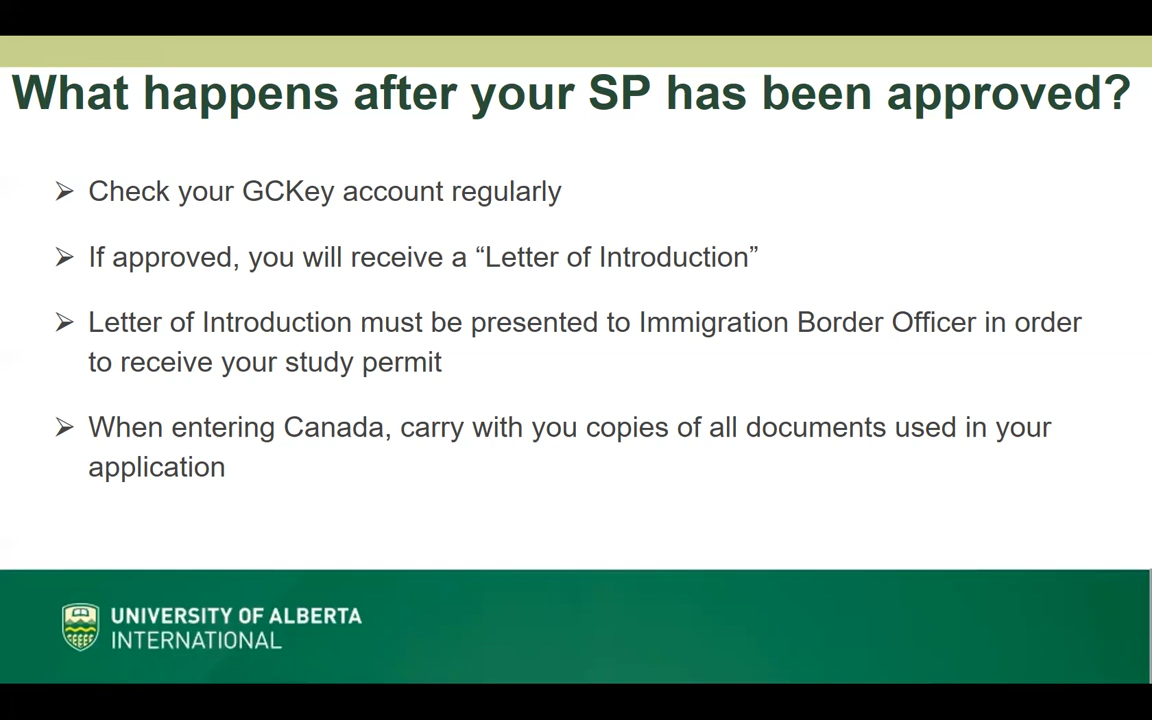 What happens after your SP has been approved?
➢ Check your GCKey account regularly
➢ If approved, you will receive a “Letter of Introduction”
➢ Letter of Introduction must be presented to Immigration Border Officer in order
to receive your study permit
➢ When entering Canada, carry with you copies of all documents used in your
application
UNIVERSITY OF ALBERTA
INTERNATIONAL